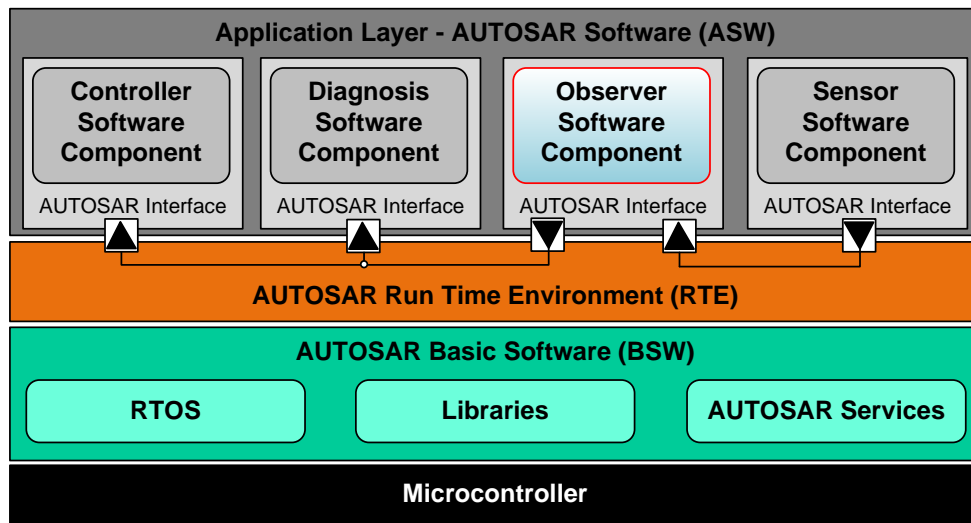 Application Layer - AUTOSAR Software (ASW)
Controller
Software
Component
AUTOSAR Interface
Diagnosis
Software
Component
AUTOSAR Interface
Observer
Software
Component
AUTOSAR Interface
Sensor
Software
Component
AUTOSAR Interface
AUTOSAR Run Time Environment (RTE)
AUTOSAR Basic Software (BSW)
RTOS
Libraries
AUTOSAR Services
Microcontroller